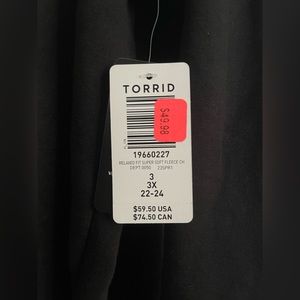 TORRID
$49.98
19660227
RELAXED FIT SUPER SOFT FLEECE CH
DEPT 0050 23SPR1
3
3X
22-24
$59.50 USA
$74.50 CAN